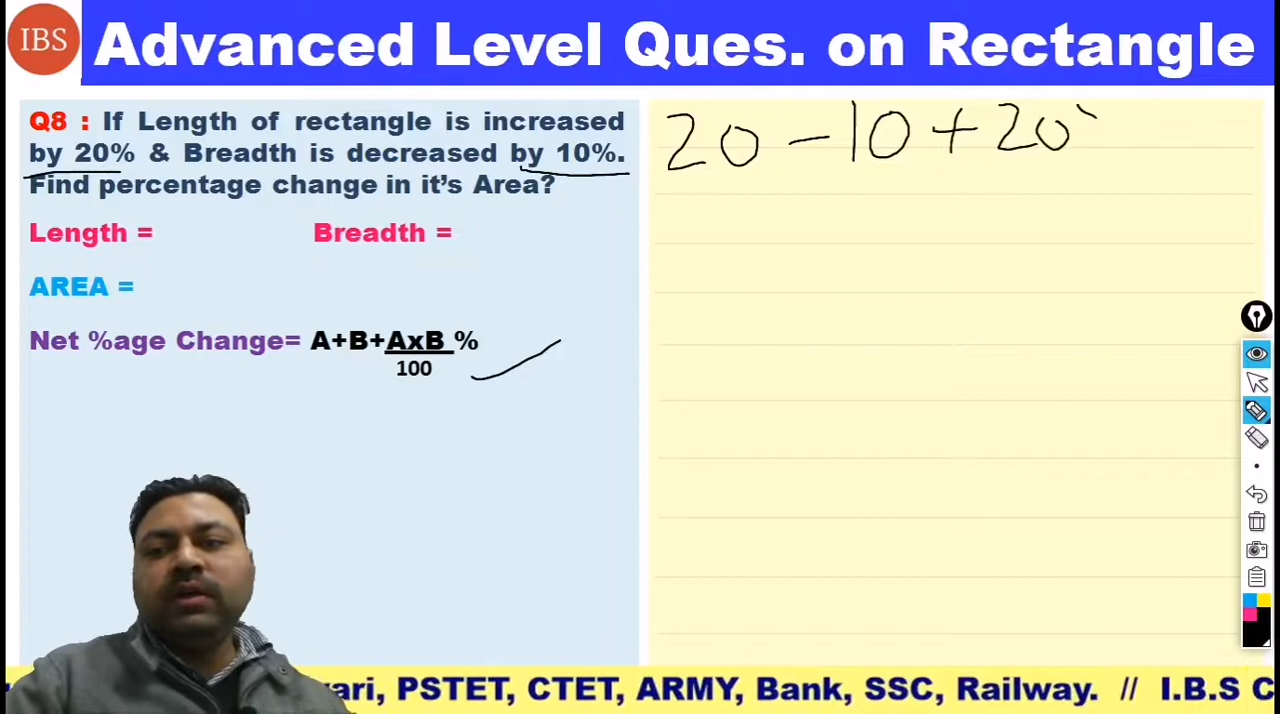 IBS
Advanced Level Ques. on Rectangle
Q8 : If Length of rectangle is increased
by 20% & Breadth is decreased by 10%.
Find percentage change in it's Area?
Length =
Breadth =
AREA =
Net %age Change= A+B+AxB %
100
20 - 10 + 20
PSTET, CTET, ARMY, Bank, SSC, Railway. // I.B.S